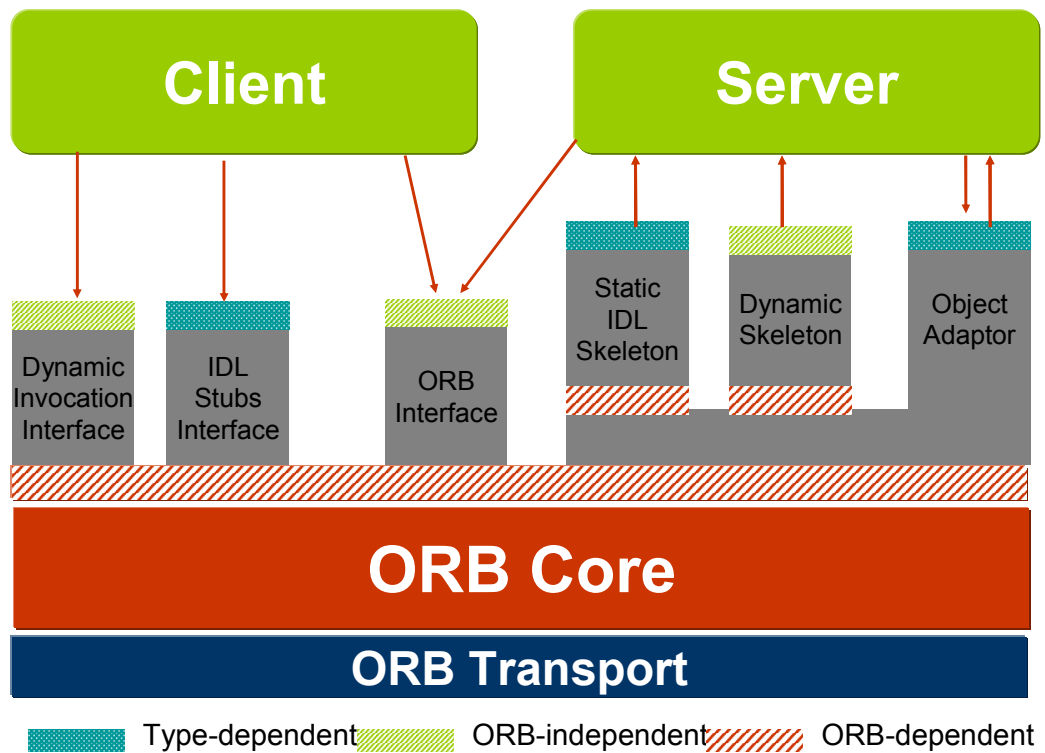 Client
Server
Dynamic
Invocation
Interface
IDL
Stubs
Interface
ORB
Interface
Static
IDL
Skeleton
Dynamic
Skeleton
Object
Adaptor
ORB Core
ORB Transport
Type-dependent
ORB-independent
ORB-dependent